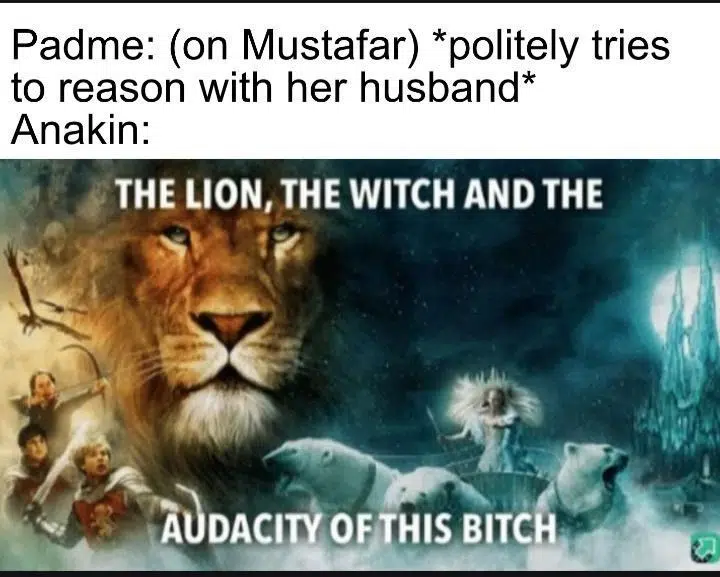 Padme: (on Mustafar) *politely tries
to reason with her husband*
Anakin:
THE LION, THE WITCH AND THE
AUDACITY OF THIS BITCH